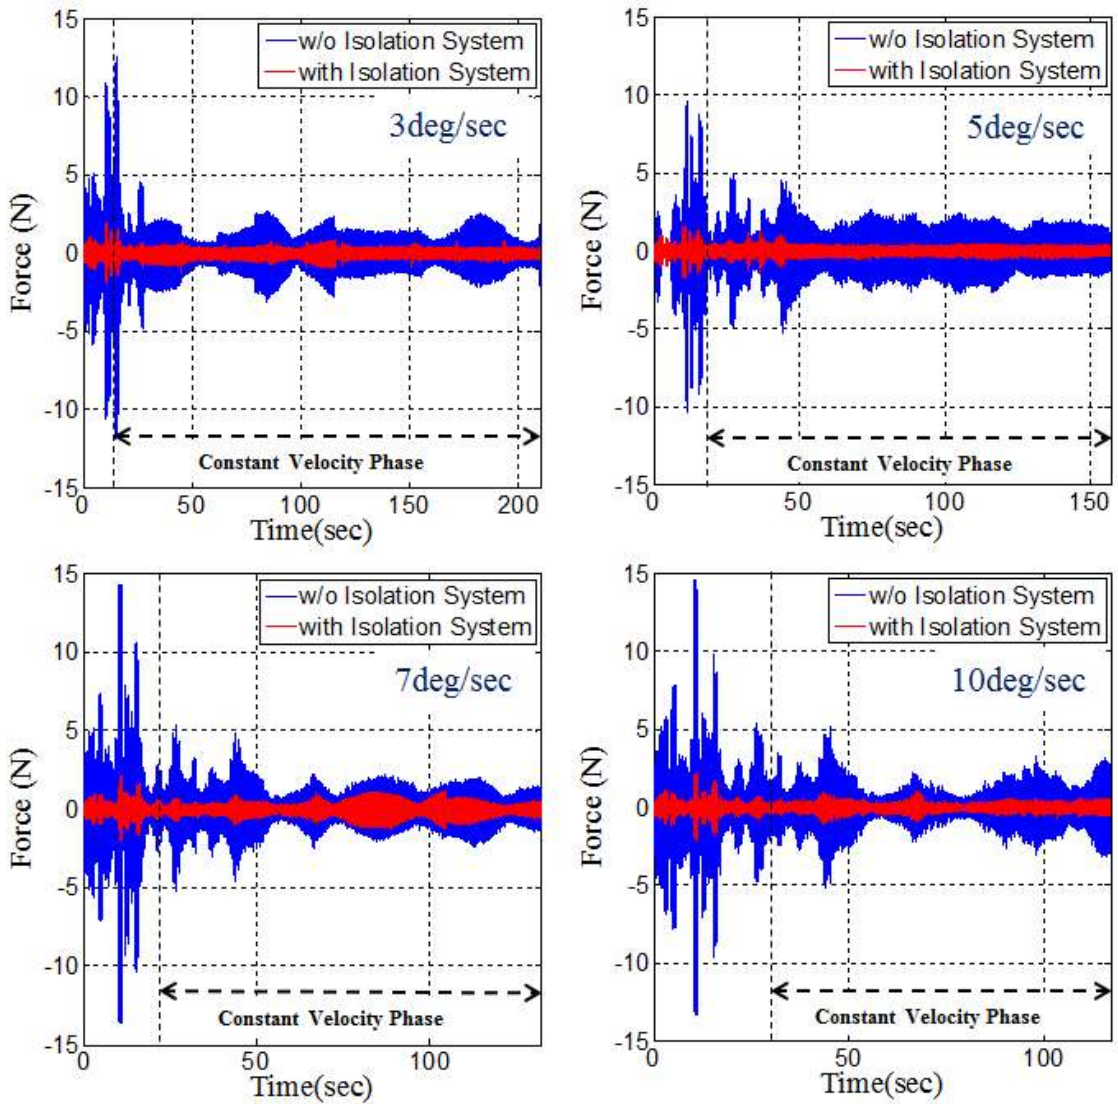 15
10
5
0
-5
-10
-15
Force (N)
w/o Isolation System
with Isolation System
3deg/sec
Constant Velocity Phase
0
50
100
150
200
Time(sec)
15
10
5
0
-5
-10
-15
Force (N)
w/o Isolation System
with Isolation System
5deg/sec
Constant Velocity Phase
0
50
100
150
Time(sec)
15
10
5
0
-5
-10
-15
Force (N)
w/o Isolation System
with Isolation System
7deg/sec
Constant Velocity Phase
0
50
100
Time(sec)
15
10
5
0
-5
-10
-15
Force (N)
w/o Isolation System
with Isolation System
10deg/sec
Constant Velocity Phase
0
50
100
Time(sec)